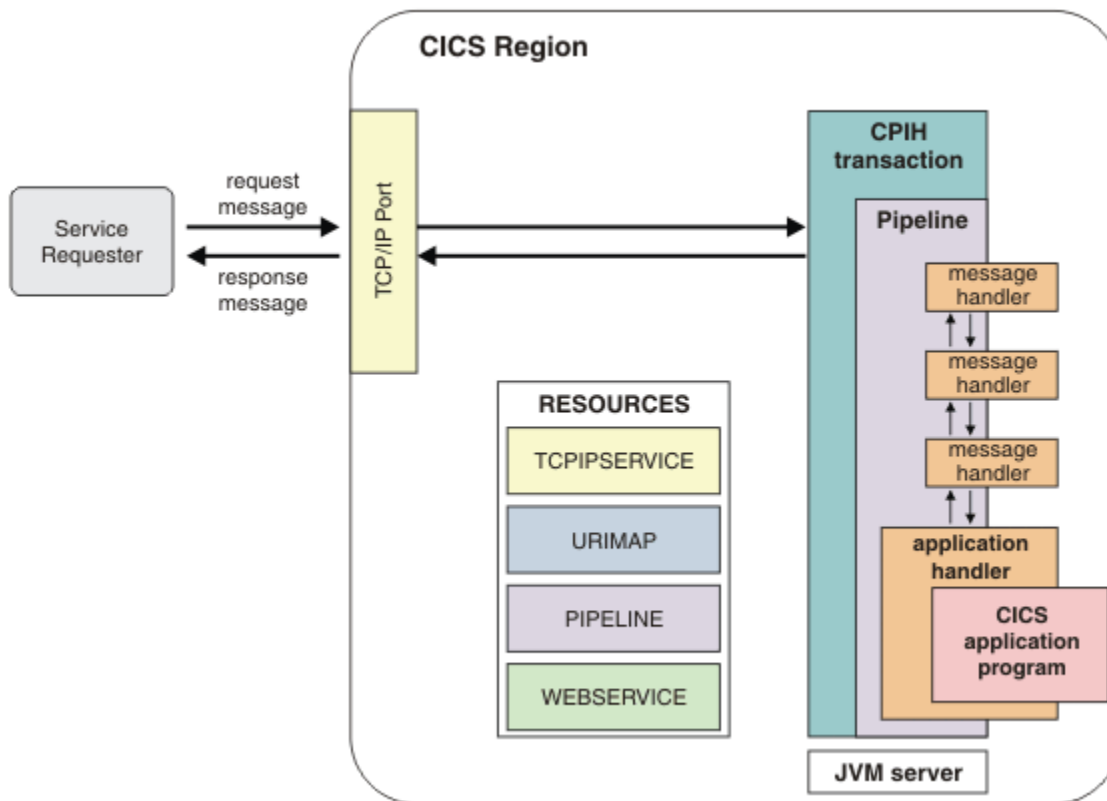 CICS Region
request
message
Service
Requester
response
message
TCP/IP Port
RESOURCES
TCPIPSERVICE
URIMAP
PIPELINE
WEBSERVICE
CPIH
transaction
Pipeline
message
handler
message
handler
message
handler
application
handler
CICS
application
program
JVM server